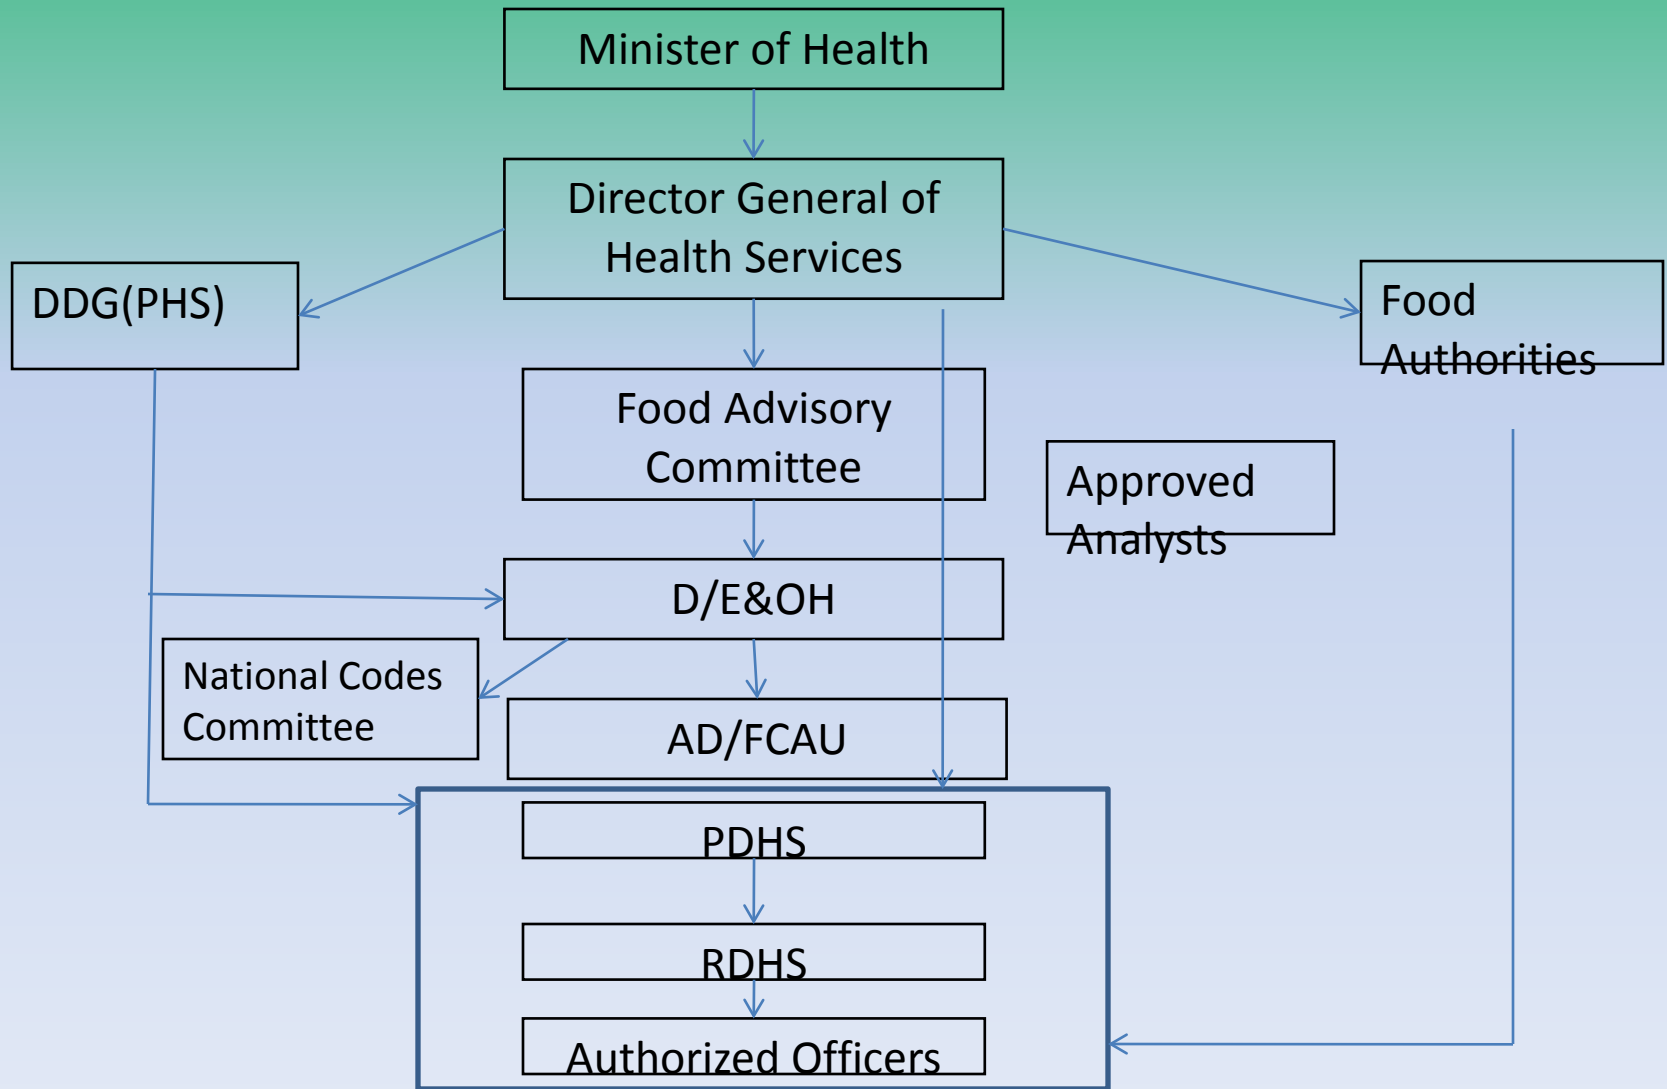 Minister of Health
Director General of
Health Services
DDG(PHS)
Food
Authorities
Food Advisory
Committee
Approved
Analysts
D/E&OH
National Codes
Committee
AD/FCAU
PDHS
RDHS
Authorized Officers